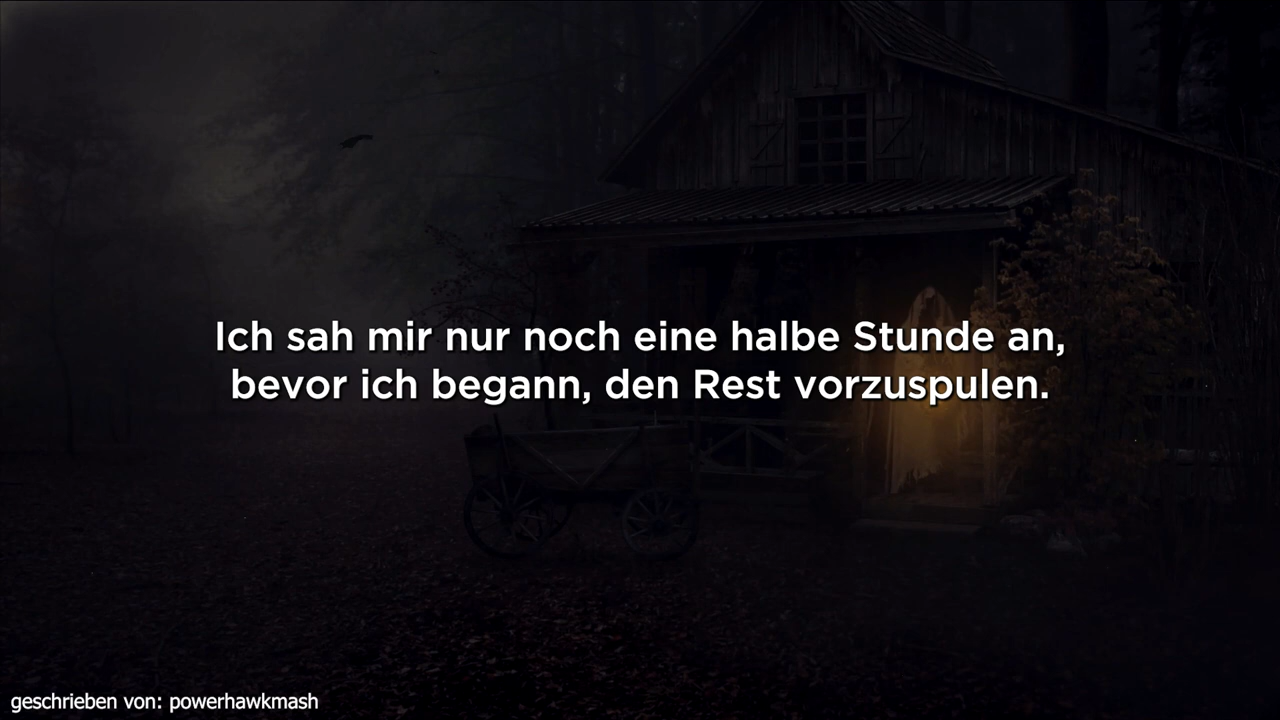 Ich sah mir nur noch eine halbe Stunde an,
bevor ich begann, den Rest vorzuspulen.
geschrieben von: powerhawkmash